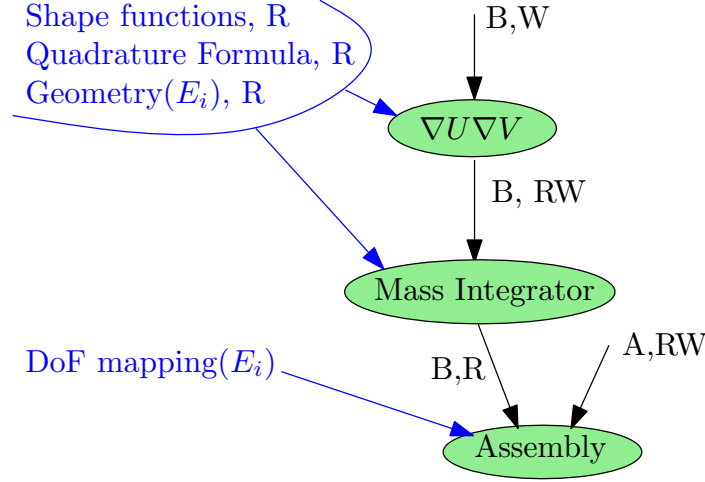 Shape functions, R
Quadrature Formula, R
Geometry(E_i), R
B,W
∇U∇V
B, RW
Mass Integrator
DoF mapping(E_i)
B,R
A,RW
Assembly